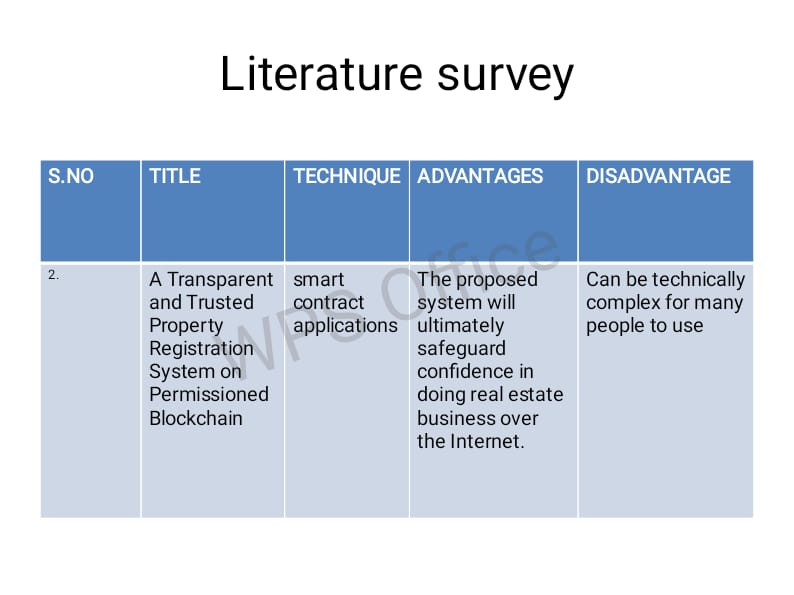 Literature survey
S.NO
TITLE
TECHNIQUE
ADVANTAGES
DISADVANTAGE
2.
A Transparent
and Trusted
Property
Registration
System on
Permissioned
Blockchain
smart
contract
applications
The proposed
system will
ultimately
safeguard
confidence in
doing real estate
business over
the Internet.
Can be technically
complex for many
people to use
WPS Office